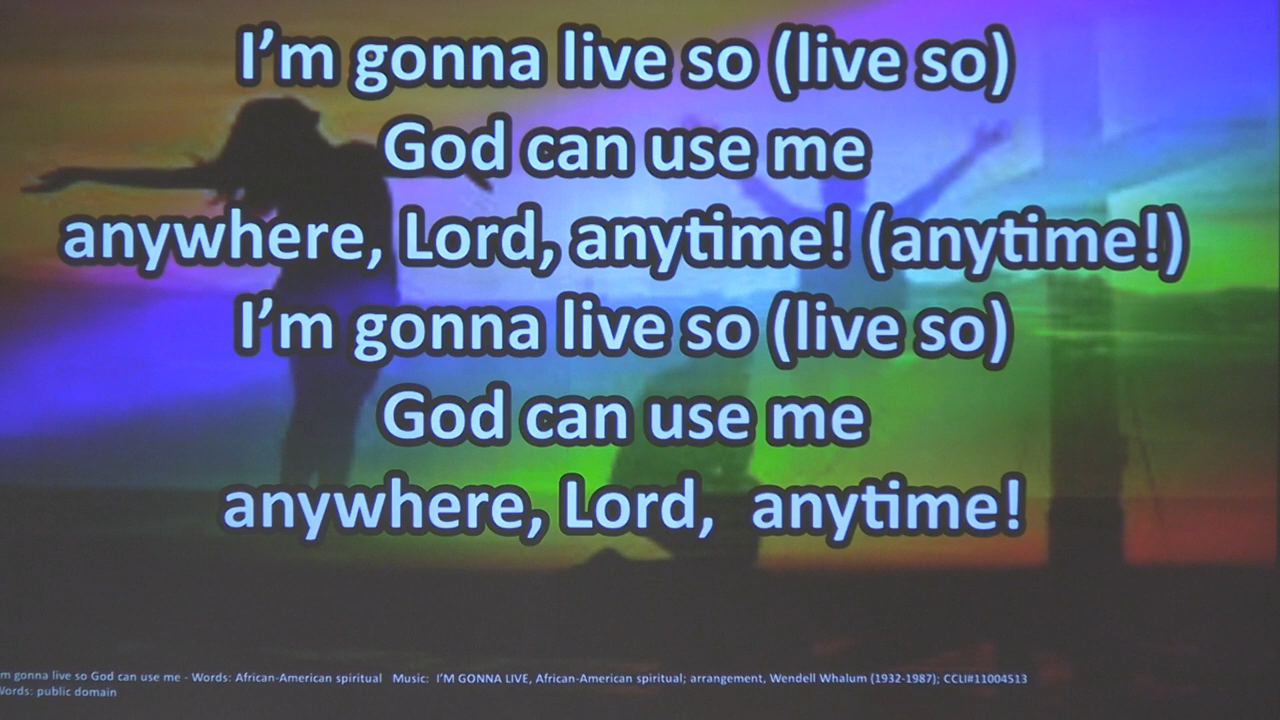 I'm gonna live so (live so)
God can use me
anywhere, Lord, anytime! (anytime!)
I'm gonna live so (live so)
God can use me
anywhere, Lord, anytime!
m gonna live so God can use me - Words: African-American spiritual Music: I'M GONNA LIVE, African-American spiritual; arrangement, Wendell Whalum (1932-1987); CCLI#11004513
Words: public domain